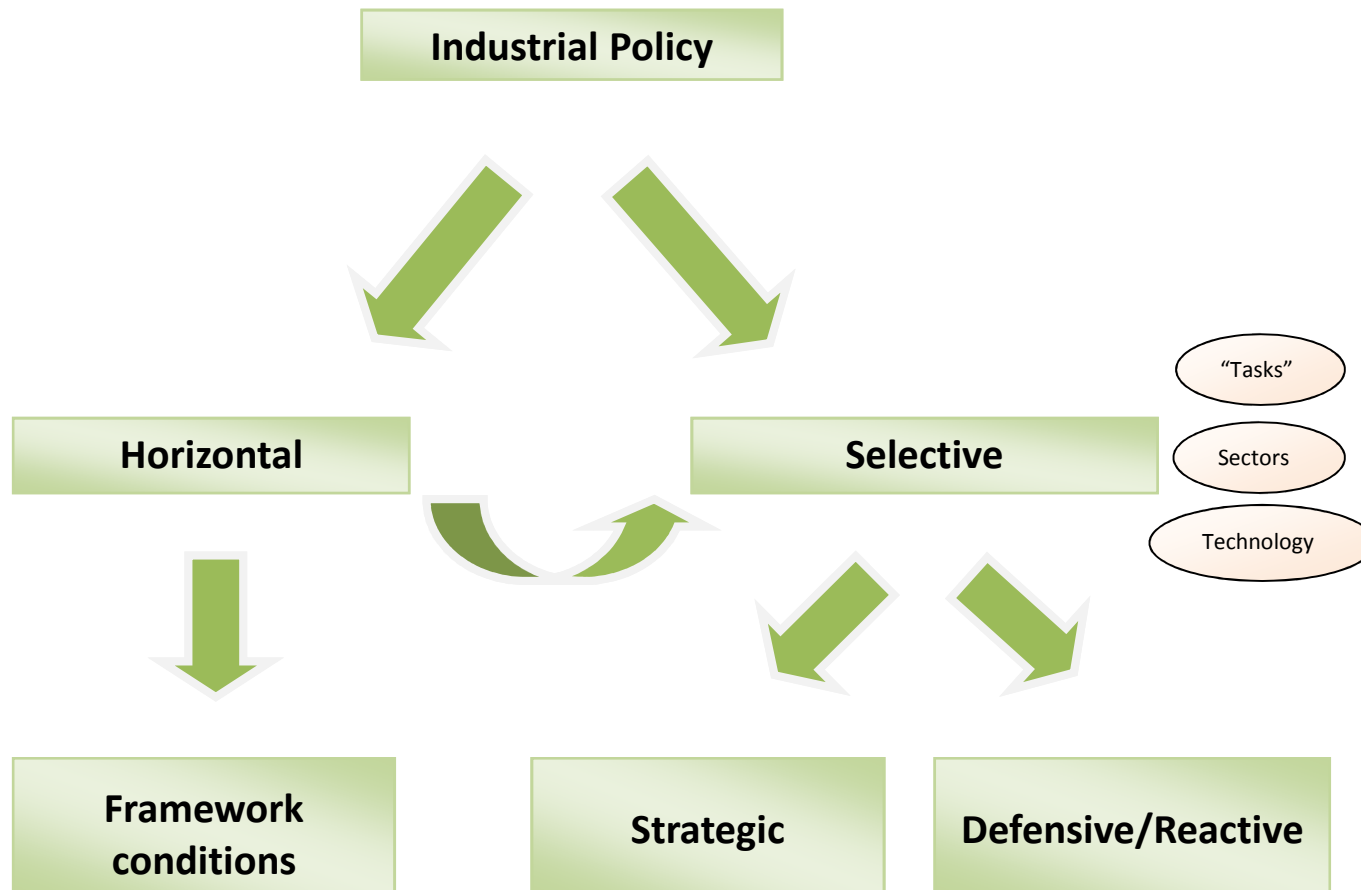 Industrial Policy
“Tasks”
Horizontal
Selective
Sectors
Technology
Framework
conditions
Strategic
Defensive/Reactive